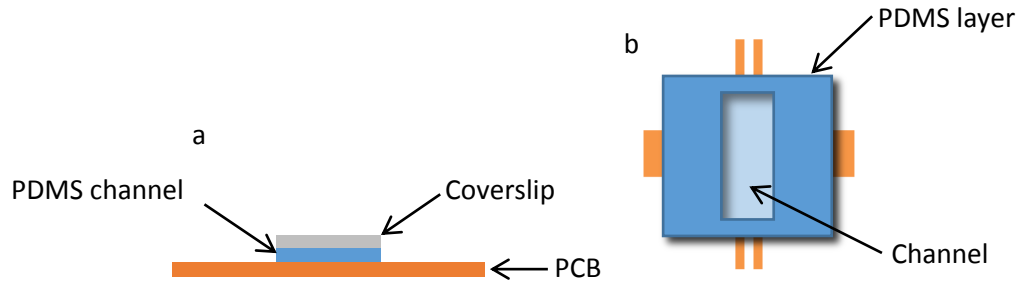 a
PDMS channel
Coverslip
PCB
b
PDMS layer
Channel